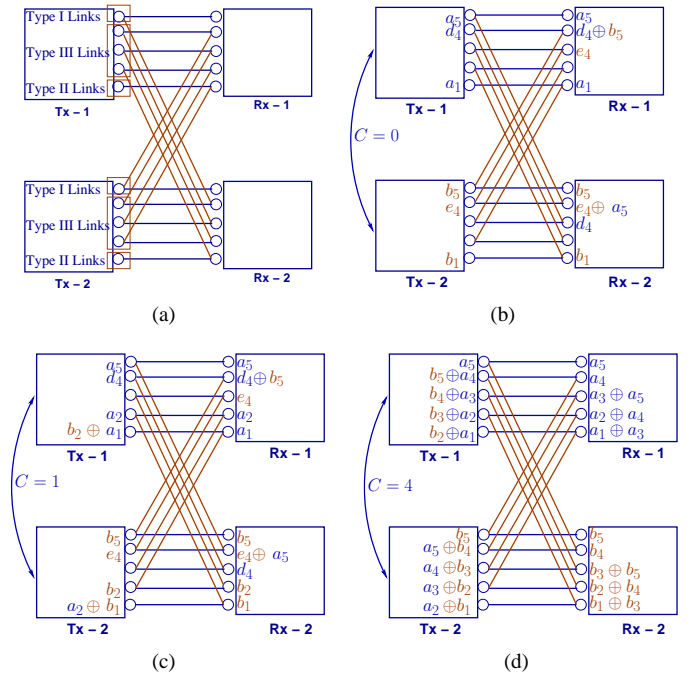 Type I Links
Type III Links
Type II Links
Tx – 1
Rx – 1
Type I Links
Type III Links
Type II Links
Tx – 2
Rx – 2
(a)
a₅
d₄
a₁
Tx – 1
a₅
d₄⊕b₅
e₄
a₁
Rx – 1
C = 0
b₅
e₄
b₁
Tx – 2
b₅
e₄⊕ a₅
d₄
b₁
Rx – 2
(b)
a₅
d₄
a₂
b₂ ⊕ a₁
Tx – 1
a₅
d₄⊕b₅
e₄
a₂
a₁
Rx – 1
C = 1
b₅
e₄
b₂
a₂ ⊕ b₁
Tx – 2
b₅
e₄⊕ a₅
d₄
b₂
b₁
Rx – 2
(c)
a₅
b₅⊕a₄
b₄⊕a₃
b₃⊕a₂
b₂⊕a₁
Tx – 1
a₅
a₄
a₃ ⊕ a₅
a₂ ⊕ a₄
a₁ ⊕ a₃
Rx – 1
C = 4
b₅
a₅⊕b₄
a₄⊕b₃
a₃⊕b₂
a₂⊕b₁
Tx – 2
b₅
b₄
b₃ ⊕ b₅
b₂ ⊕ b₄
b₁ ⊕ b₃
Rx – 2
(d)